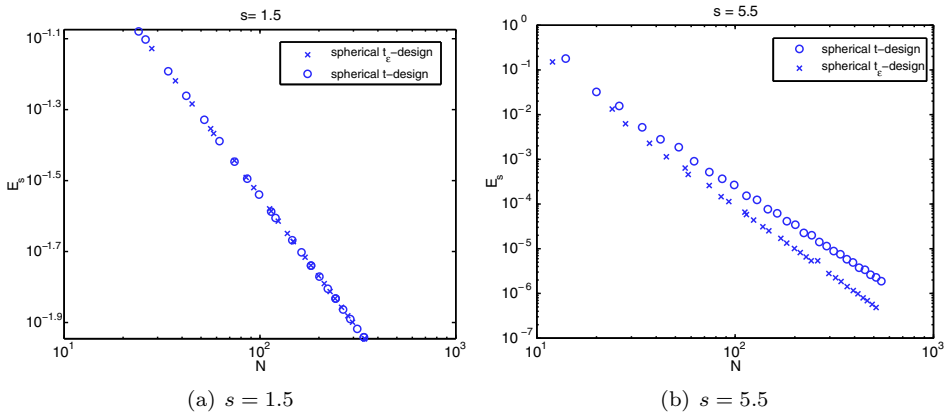 s= 1.5
10^-1.1
10^-1.3
10^-1.5
10^-1.7
10^-1.9
E_s
10^1
10^2
10^3
N
spherical t_ε-design
spherical t-design
(a) s = 1.5
s = 5.5
10^0
10^-1
10^-2
10^-3
10^-4
10^-5
10^-6
10^-7
E_s
10^1
10^2
10^3
N
spherical t-design
spherical t_ε-design
(b) s = 5.5